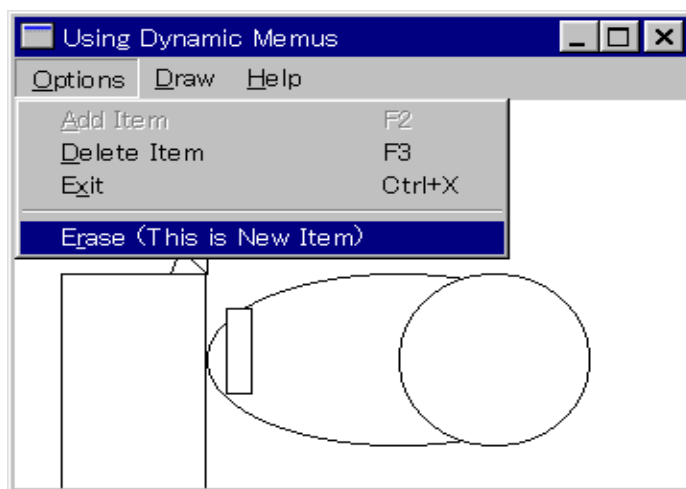 Using Dynamic Memus
Options Draw Help
Add Item F2
Delete Item F3
Exit Ctrl+X
Erase (This is New Item)